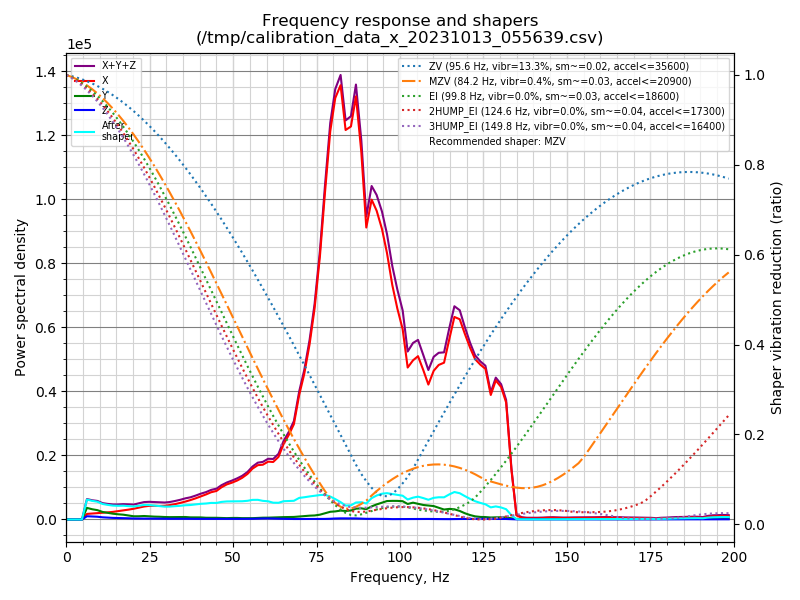 Frequency response and shapers
(/tmp/calibration_data_x_20231013_055639.csv)
1e5
X+Y+Z
X
Y
Z
After
shaper
ZV (95.6 Hz, vibr=13.3%, sm~=0.02, accel<=35600)
MZV (84.2 Hz, vibr=0.4%, sm~=0.03, accel<=20900)
EI (99.8 Hz, vibr=0.0%, sm~=0.03, accel<=18600)
2HUMP_EI (124.6 Hz, vibr=0.0%, sm~=0.04, accel<=17300)
3HUMP_EI (149.8 Hz, vibr=0.0%, sm~=0.04, accel<=16400)
Recommended shaper: MZV
Power spectral density
1.4
1.2
1.0
0.8
0.6
0.4
0.2
0.0
1.0
0.8
0.6
0.4
0.2
0.0
Shaper vibration reduction (ratio)
0 25 50 75 100 125 150 175 200
Frequency, Hz